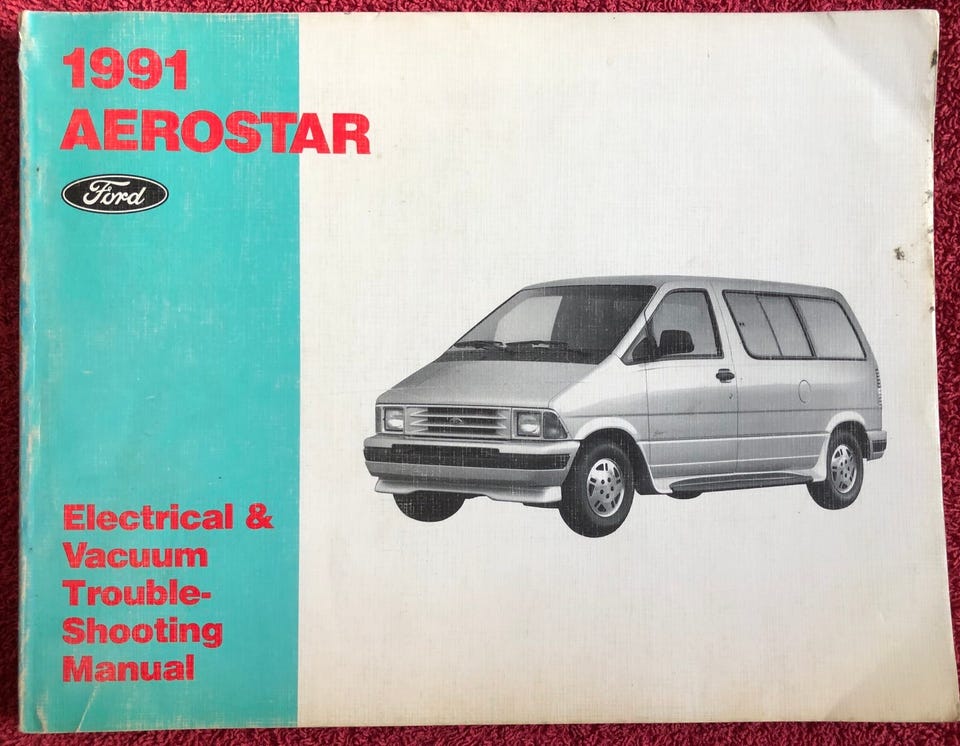 1991
AEROSTAR
Ford
Electrical &
Vacuum
Trouble-
Shooting
Manual